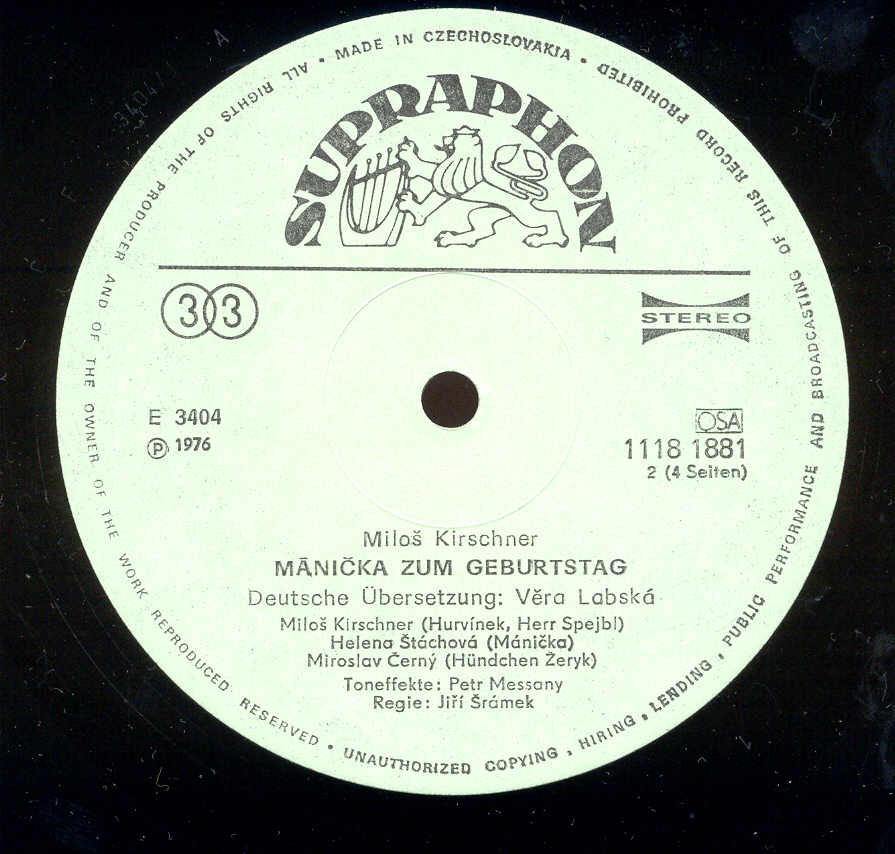 MADE IN CZECHOSLOVAKIA • ALL RIGHTS OF THE PRODUCER AND OF THE OWNER OF THE WORK REPRODUCED RESERVED • UNAUTHORIZED COPYING, HIRING, LENDING, PUBLIC PERFORMANCE AND BROADCASTING OF THIS RECORD PROHIBITED •
SUPRAPHON
33
STEREO
E 3404
OSA
Ⓟ 1976
1118 1881
2 (4 Seiten)
Miloš Kirschner
MĀNIČKA ZUM GEBURTSTAG
Deutsche Übersetzung: Věra Labská
Miloš Kirschner (Hurvínek, Herr Spejbl)
Helena Štáchová (Mánička)
Miroslav Černý (Hündchen Žeryk)
Toneffekte: Petr Messany
Regie: Jiří Šrámek